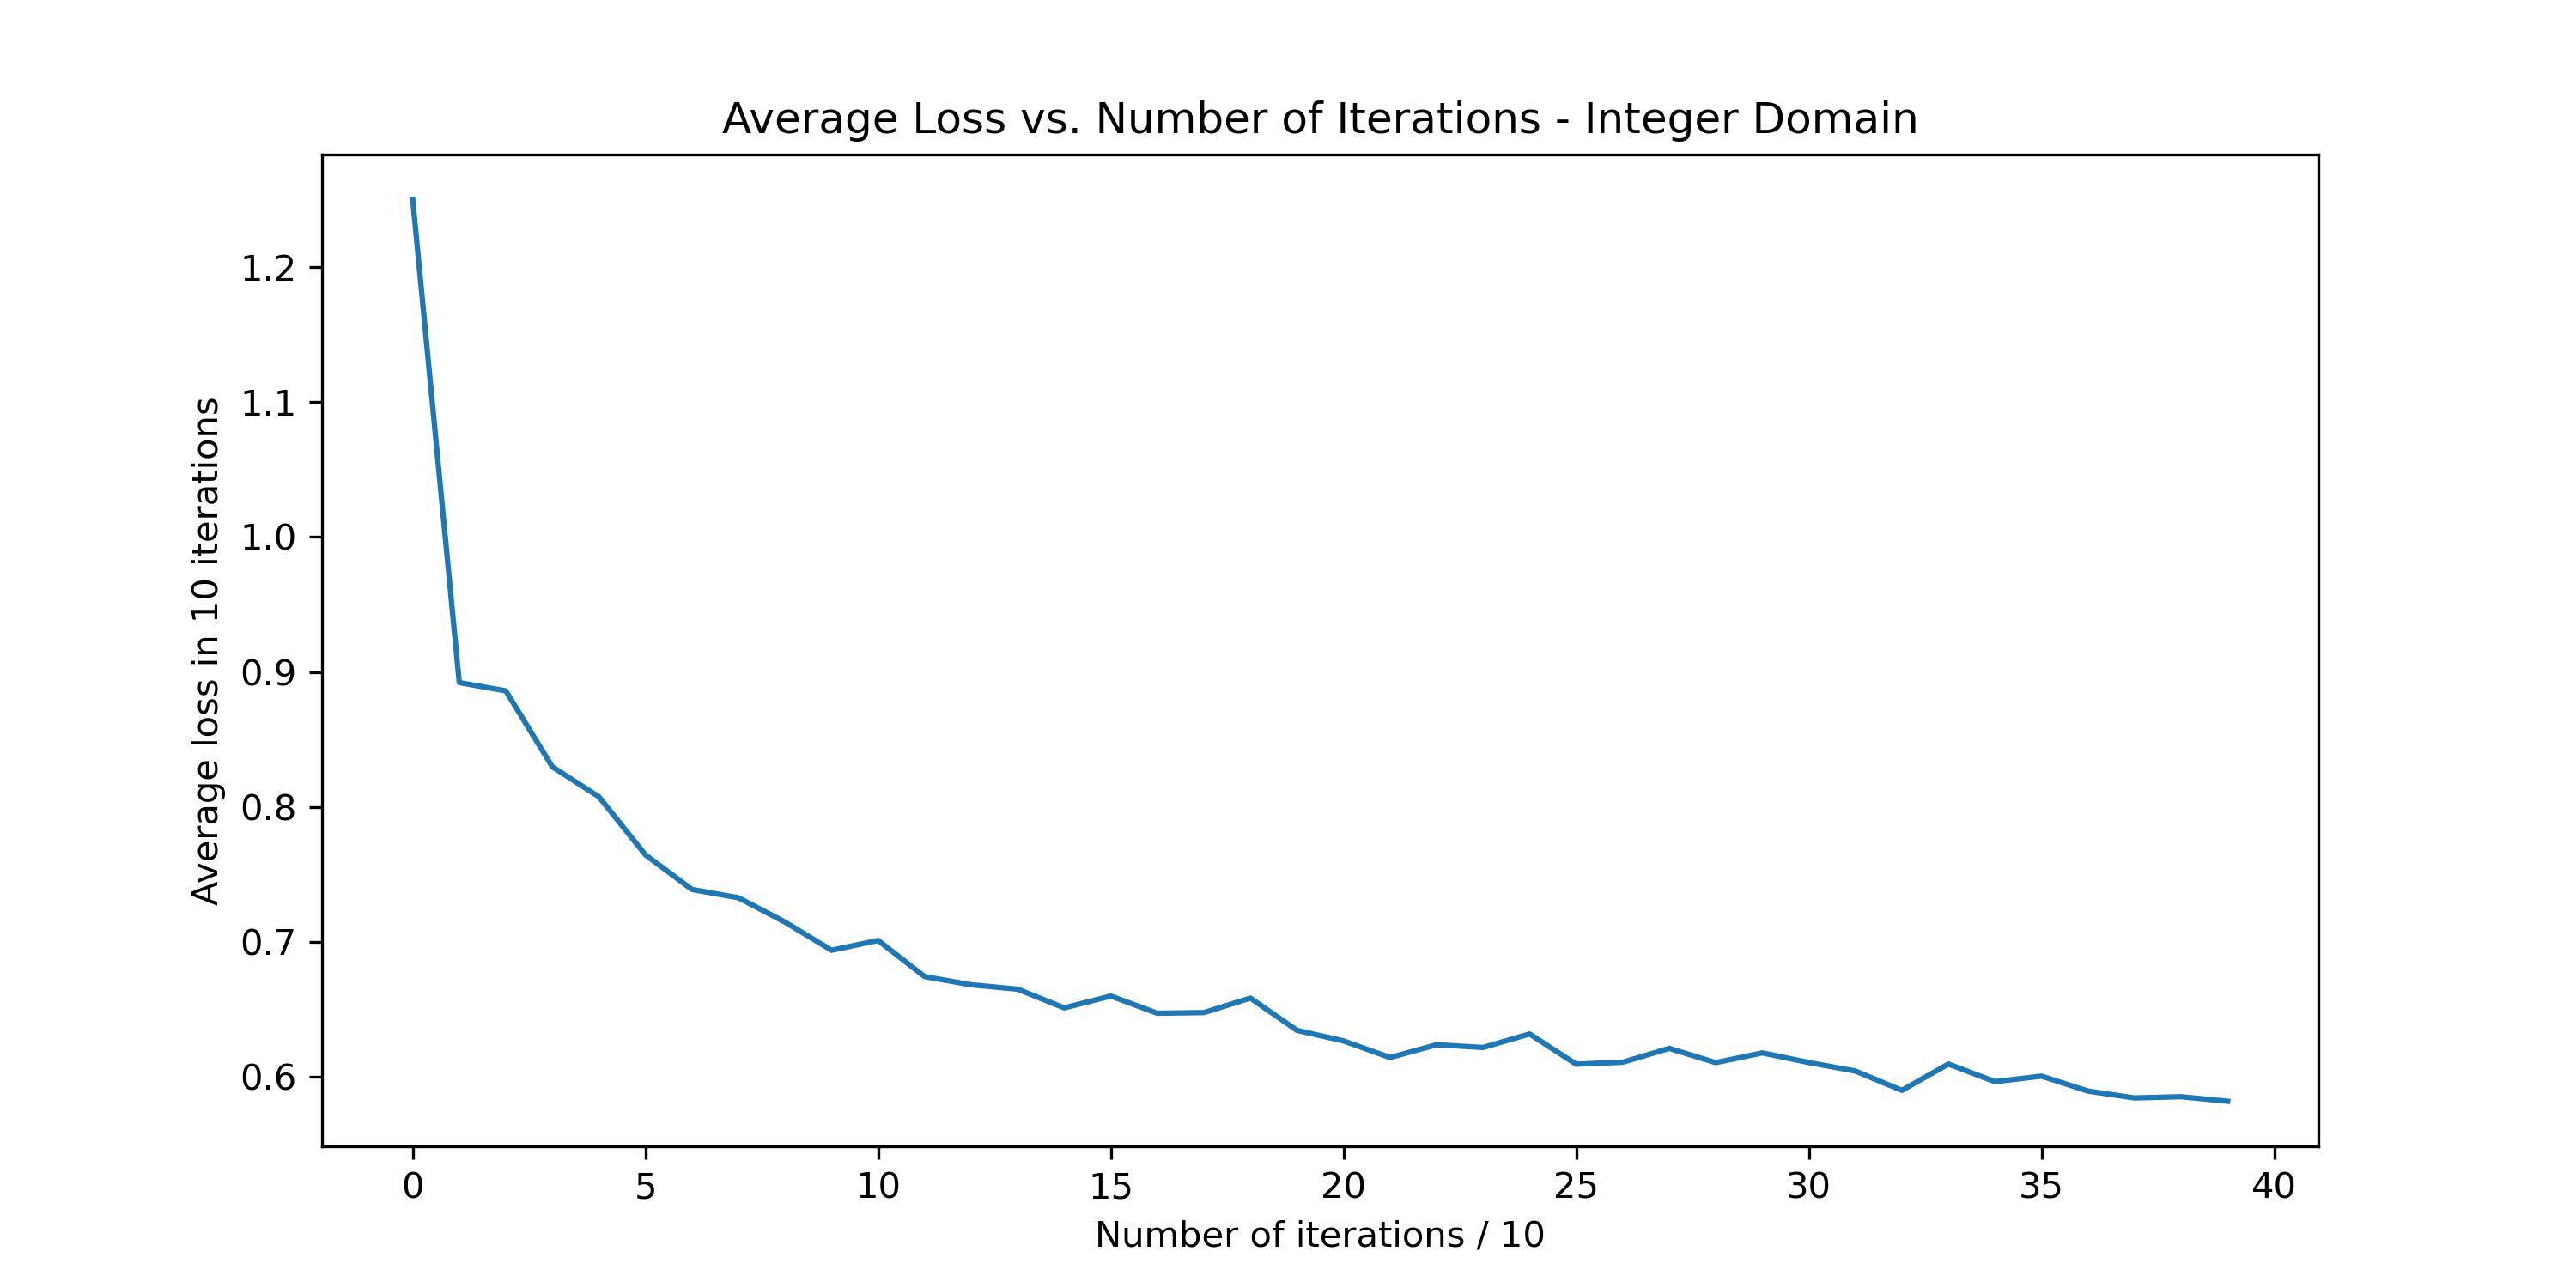 Average Loss vs. Number of Iterations - Integer Domain
Average loss in 10 iterations
1.2
1.1
1.0
0.9
0.8
0.7
0.6
0 5 10 15 20 25 30 35 40
Number of iterations / 10